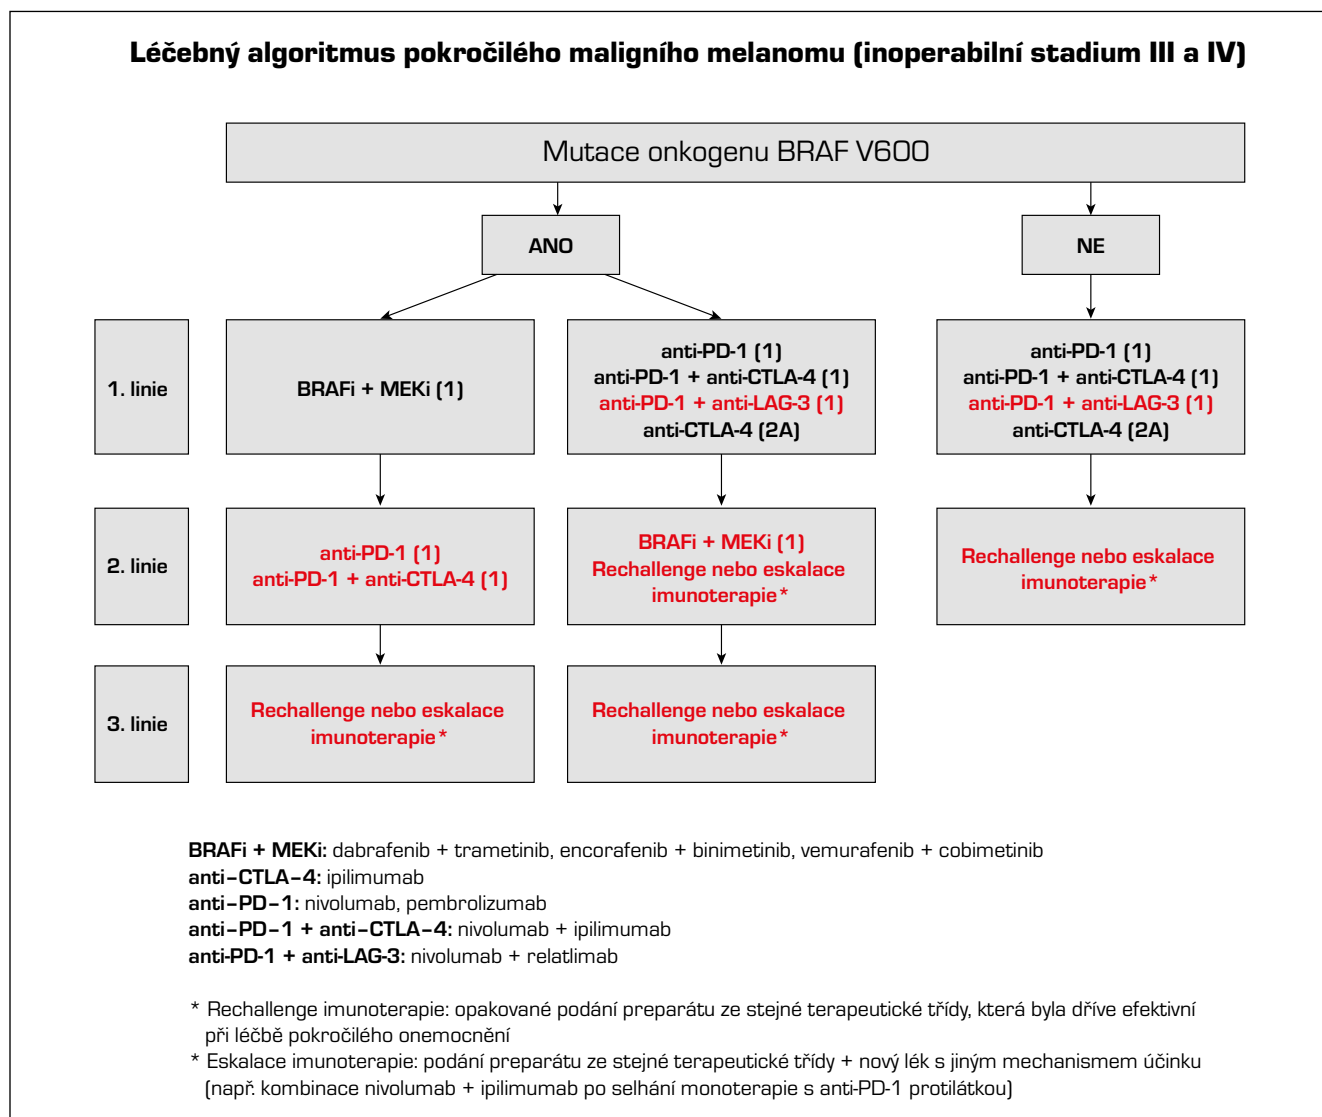 Léčebný algoritmus pokročilého maligního melanomu (inoperabilní stadium III a IV)
Mutace onkogenu BRAF V600
ANO
NE
1. linie
BRAFi + MEKi (1)
anti-PD-1 (1)
anti-PD-1 + anti-CTLA-4 (1)
anti-PD-1 + anti-LAG-3 (1)
anti-CTLA-4 (2A)
anti-PD-1 (1)
anti-PD-1 + anti-CTLA-4 (1)
anti-PD-1 + anti-LAG-3 (1)
anti-CTLA-4 (2A)
2. linie
anti-PD-1 (1)
anti-PD-1 + anti-CTLA-4 (1)
BRAFi + MEKi (1)
Rechallenge nebo eskalace
imunoterapie*
Rechallenge nebo eskalace
imunoterapie*
3. linie
Rechallenge nebo eskalace
imunoterapie*
Rechallenge nebo eskalace
imunoterapie*
BRAFi + MEKi: dabrafenib + trametinib, encorafenib + binimetinib, vemurafenib + cobimetinib
anti–CTLA–4: ipilimumab
anti–PD–1: nivolumab, pembrolizumab
anti–PD–1 + anti–CTLA–4: nivolumab + ipilimumab
anti-PD-1 + anti-LAG-3: nivolumab + relatlimab
* Rechallenge imunoterapie: opakované podání preparátu ze stejné terapeutické třídy, která byla dříve efektivní
při léčbě pokročilého onemocnění
* Eskalace imunoterapie: podání preparátu ze stejné terapeutické třídy + nový lék s jiným mechanismem účinku
(např. kombinace nivolumab + ipilimumab po selhání monoterapie s anti-PD-1 protilátkou)